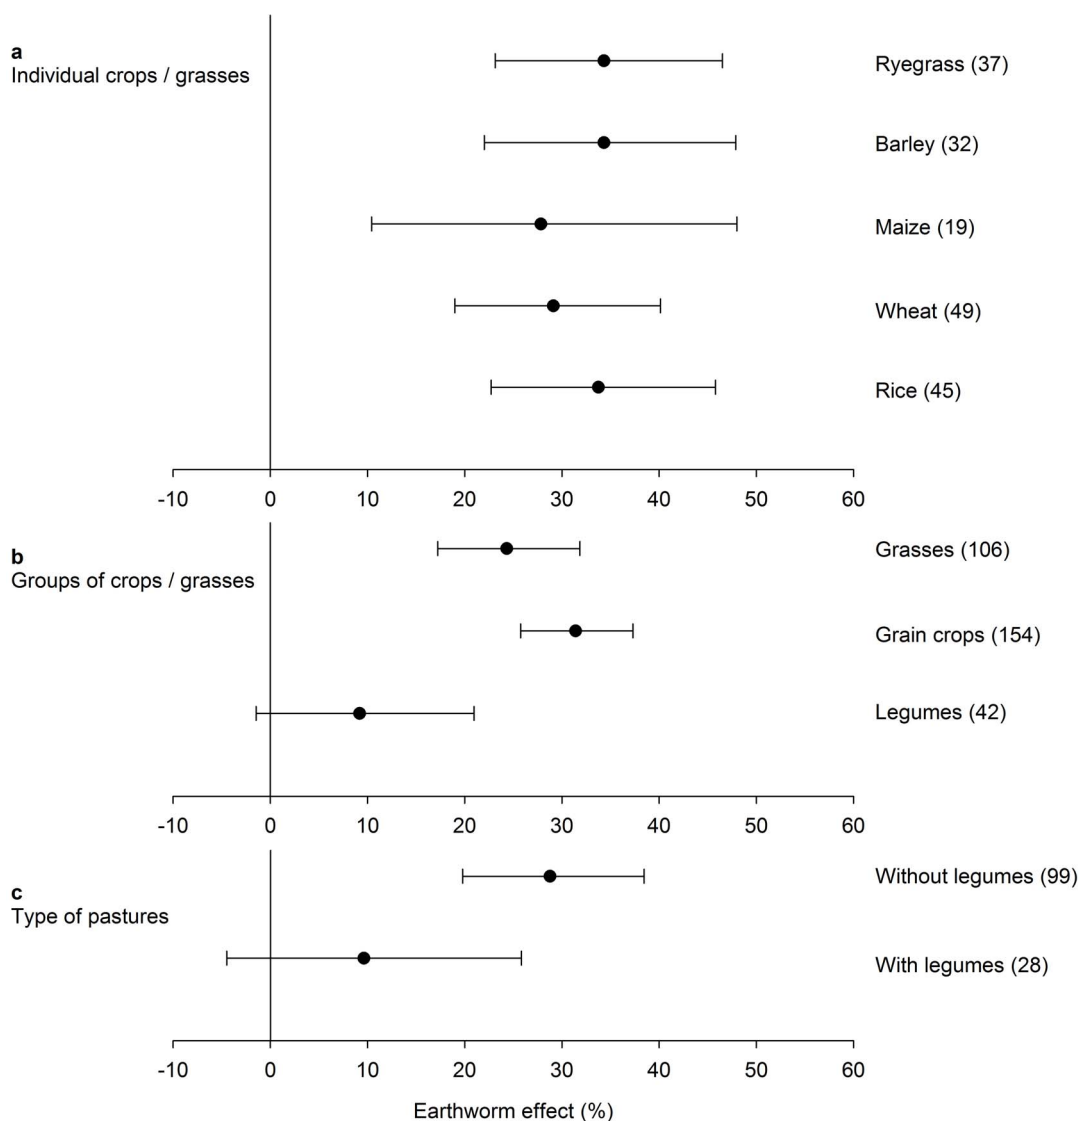 a
Individual crops / grasses
Ryegrass (37)
Barley (32)
Maize (19)
Wheat (49)
Rice (45)
-10 0 10 20 30 40 50 60
b
Groups of crops / grasses
Grasses (106)
Grain crops (154)
Legumes (42)
-10 0 10 20 30 40 50 60
c
Type of pastures
Without legumes (99)
With legumes (28)
-10 0 10 20 30 40 50 60
Earthworm effect (%)